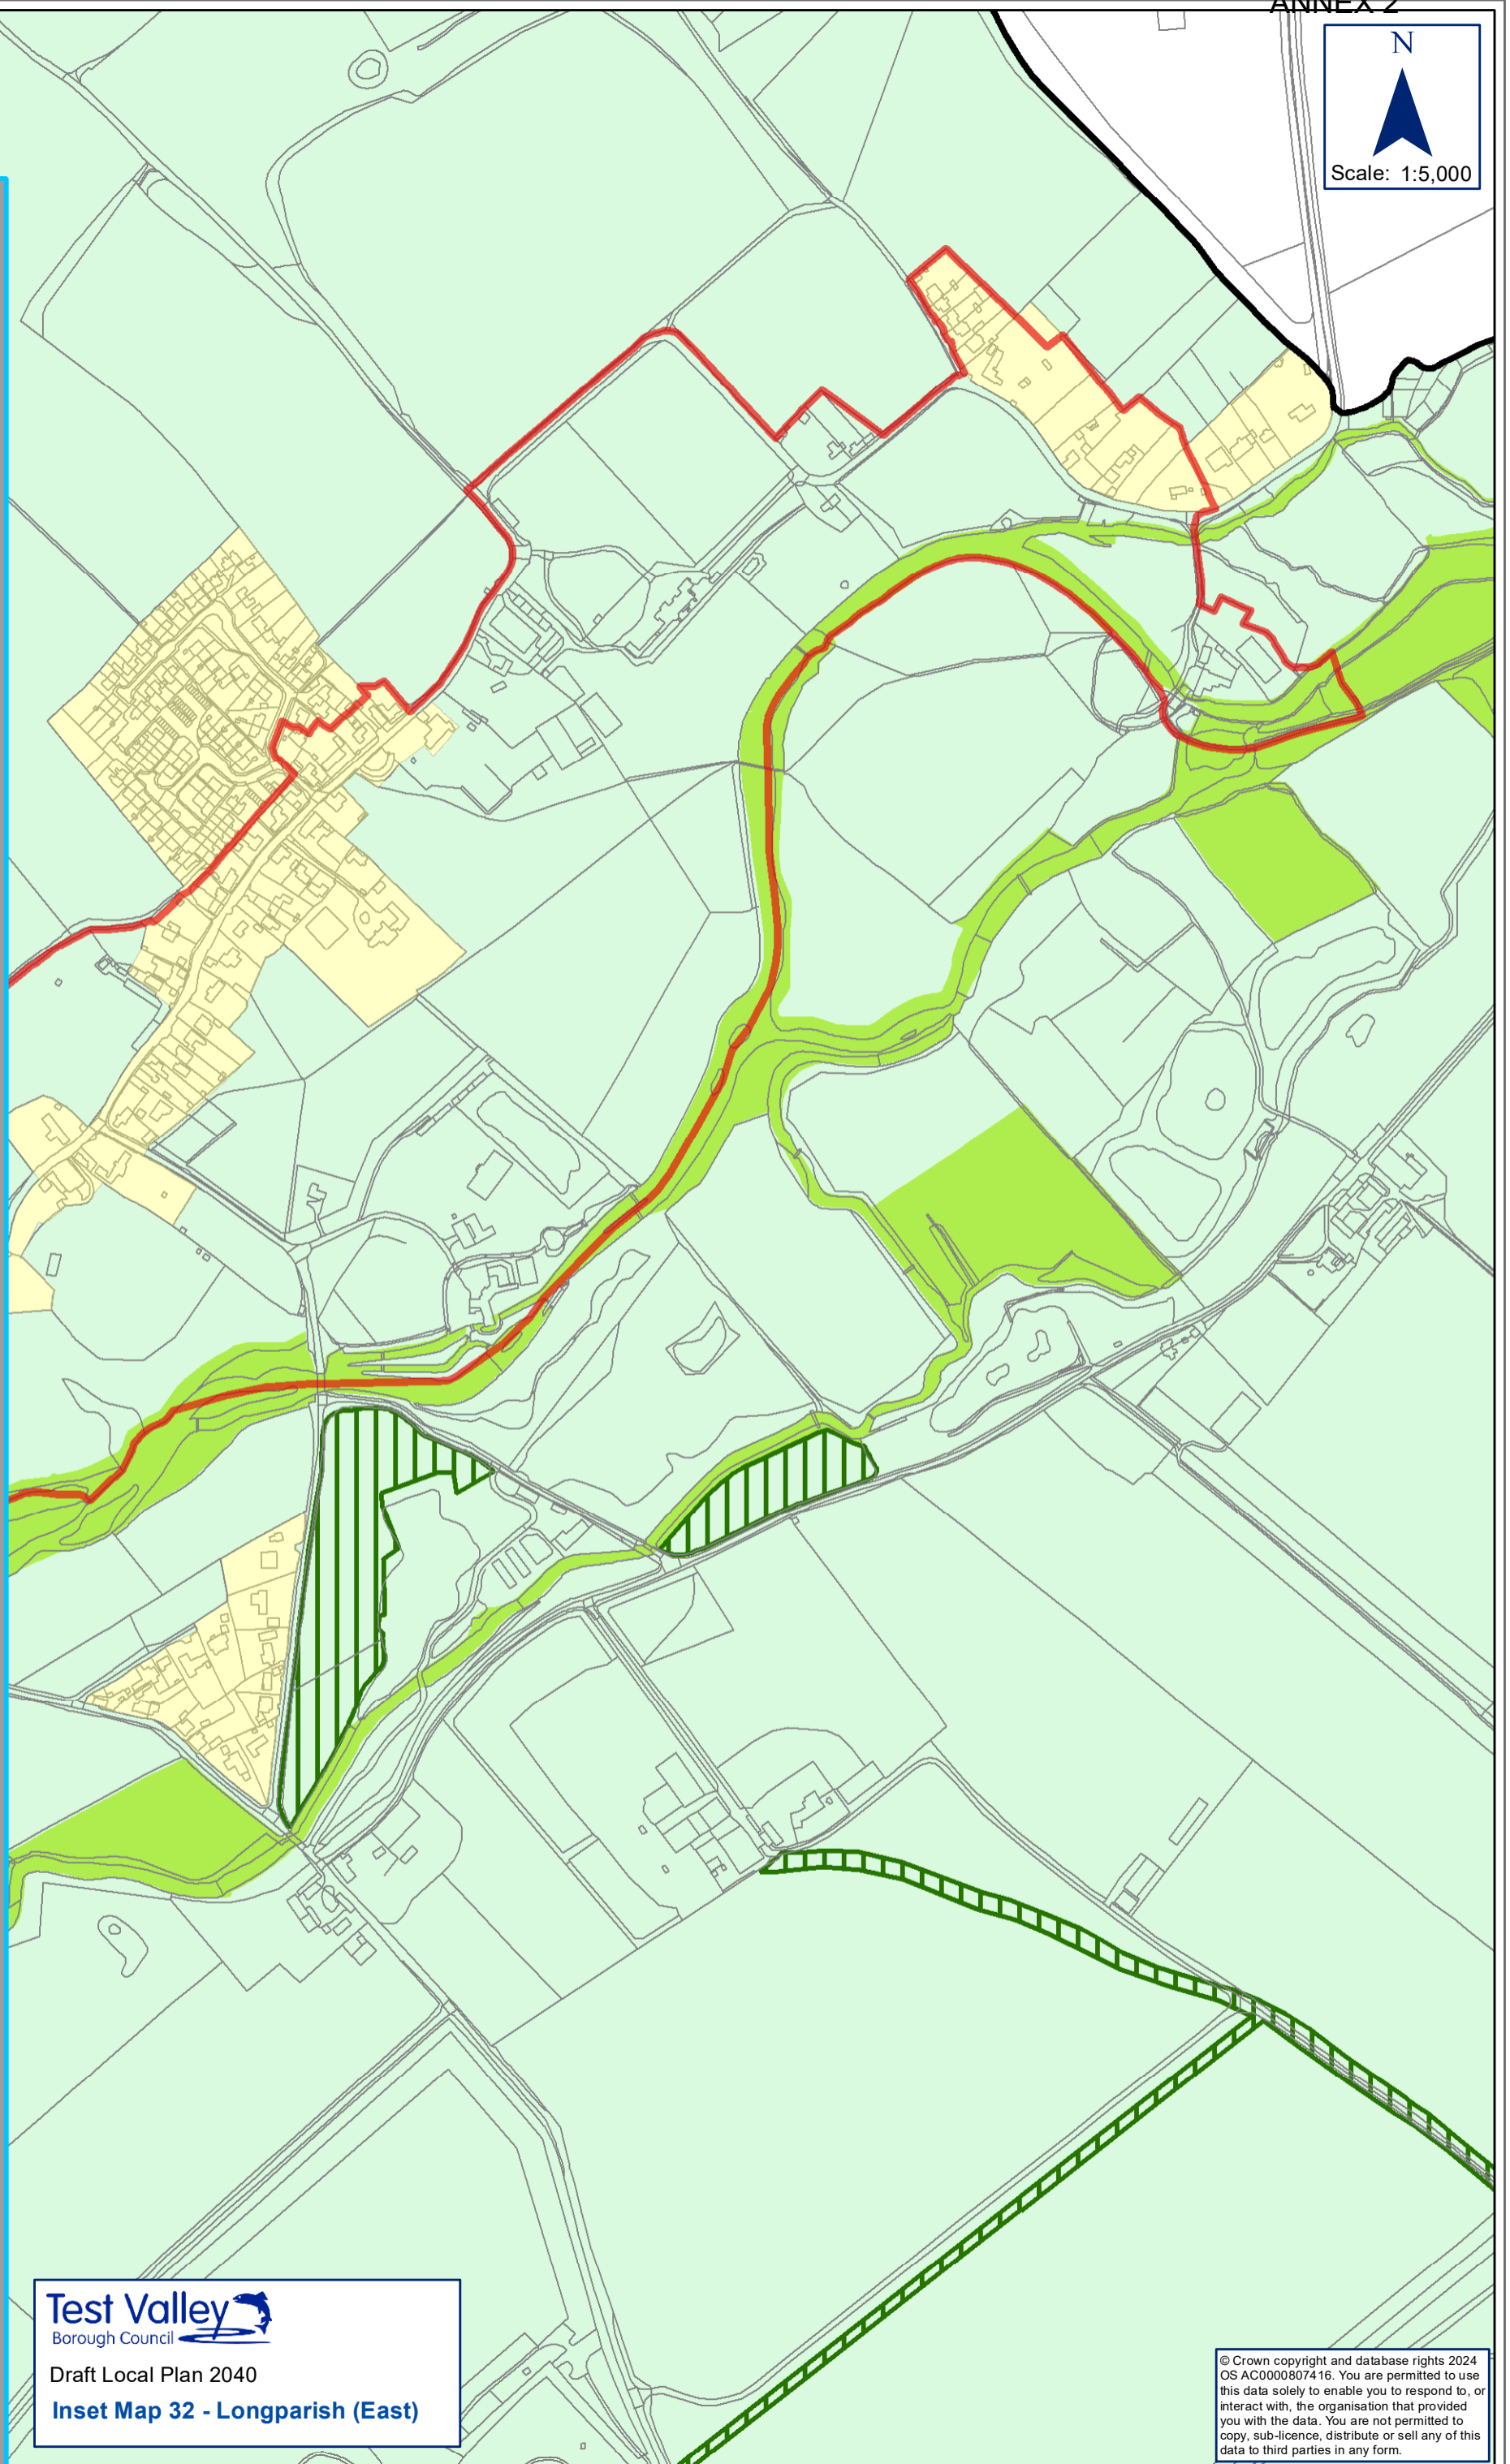 ANNEX 2
N
Scale: 1:5,000
Test Valley
Borough Council
Draft Local Plan 2040
Inset Map 32 - Longparish (East)
© Crown copyright and database rights 2024
OS AC0000807416. You are permitted to use
this data solely to enable you to respond to, or
interact with, the organisation that provided
you with the data. You are not permitted to
copy, sub-licence, distribute or sell any of this
data to third parties in any form.